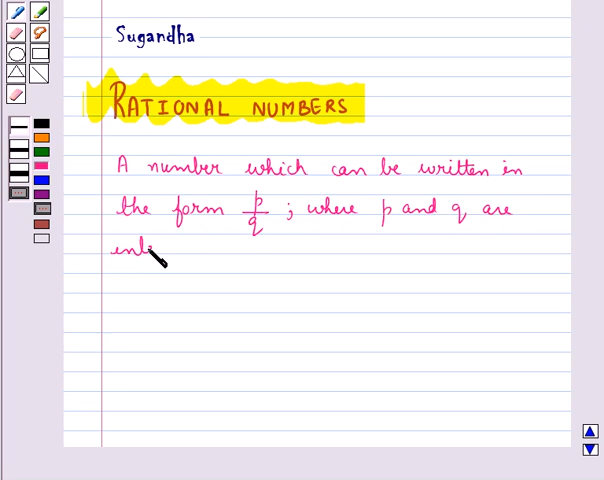 Sugandha
RATIONAL NUMBERS
A number which can be written in
the form p/q ; where p and q are